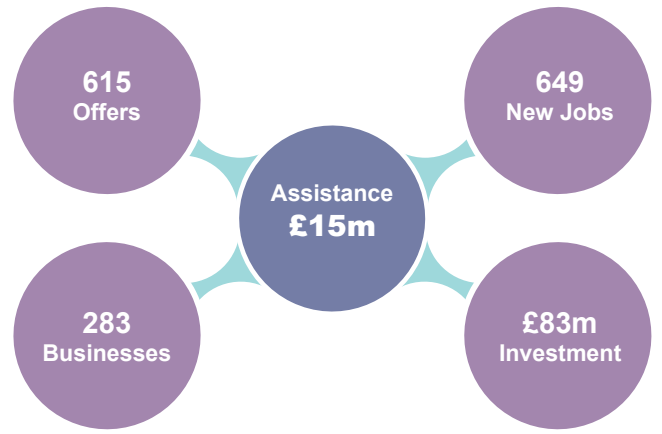 615
Offers
649
New Jobs
Assistance
£15m
283
Businesses
£83m
Investment